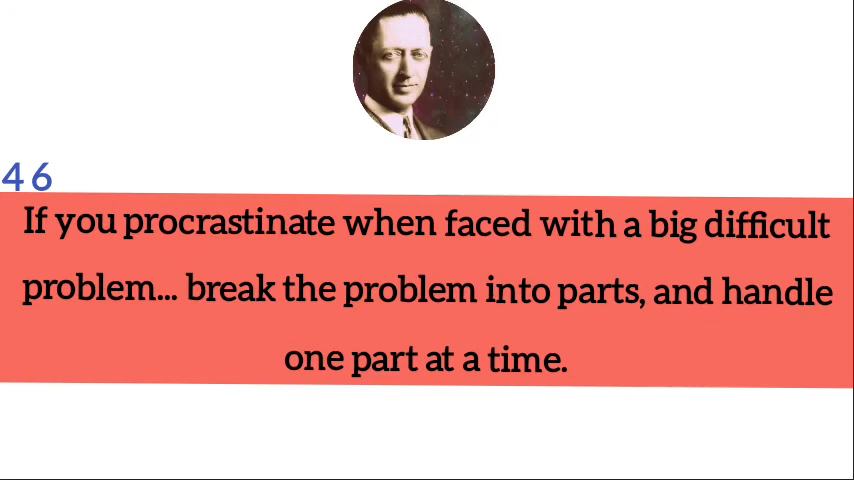 46
If you procrastinate when faced with a big difficult
problem... break the problem into parts, and handle
one part at a time.